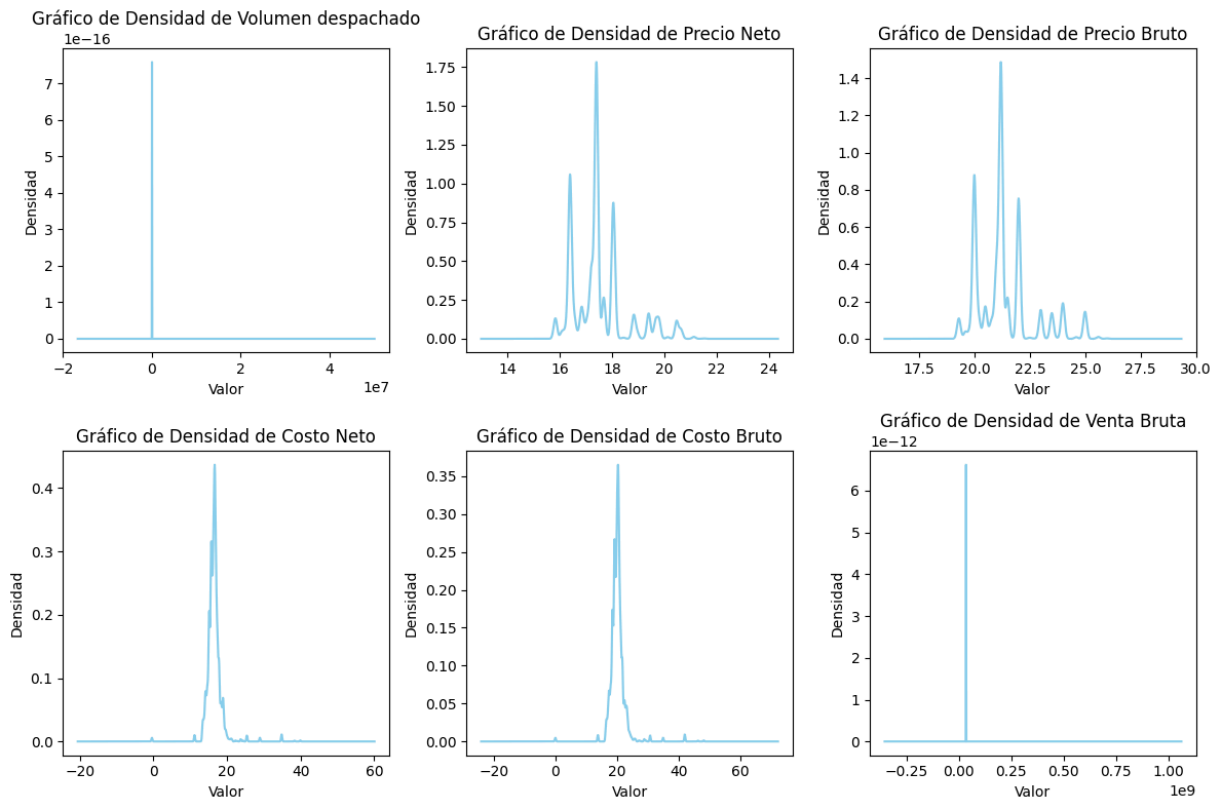 Gráfico de Densidad de Volumen despachado
1e−16
7
6
5
4
3
2
1
0
Densidad
−2 0 2 4
1e7
Valor
Gráfico de Densidad de Precio Neto
1.75
1.50
1.25
1.00
0.75
0.50
0.25
0.00
Densidad
14 16 18 20 22 24
Valor
Gráfico de Densidad de Precio Bruto
1.4
1.2
1.0
0.8
0.6
0.4
0.2
0.0
Densidad
17.5 20.0 22.5 25.0 27.5 30.0
Valor
Gráfico de Densidad de Costo Neto
0.4
0.3
0.2
0.1
0.0
Densidad
−20 0 20 40 60
Valor
Gráfico de Densidad de Costo Bruto
0.35
0.30
0.25
0.20
0.15
0.10
0.05
0.00
Densidad
−20 0 20 40 60
Valor
Gráfico de Densidad de Venta Bruta
1e−12
6
5
4
3
2
1
0
Densidad
−0.25 0.00 0.25 0.50 0.75 1.00
1e9
Valor